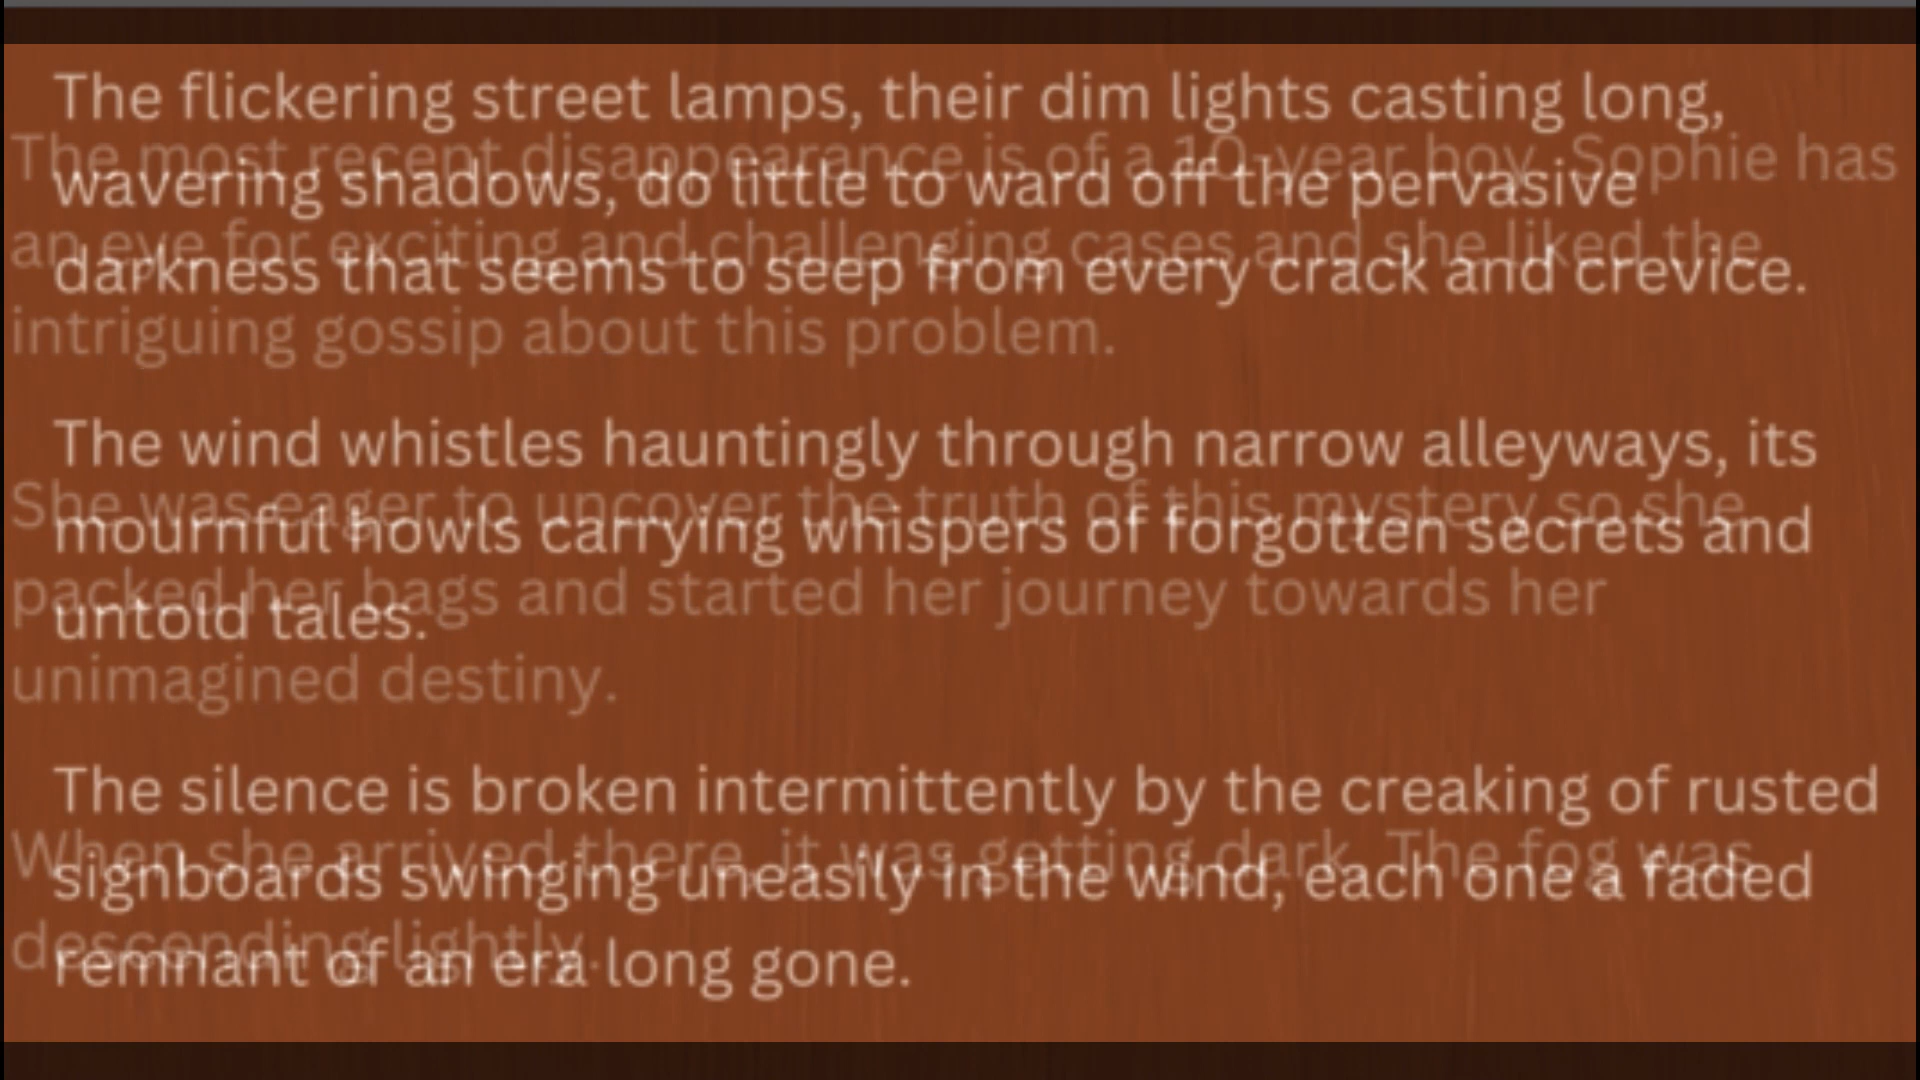 The flickering street lamps, their dim lights casting long,
wavering shadows, do little to ward off the pervasive
darkness that seems to seep from every crack and crevice.
The wind whistles hauntingly through narrow alleyways, its
mournful howls carrying whispers of forgotten secrets and
untold tales.
The silence is broken intermittently by the creaking of rusted
signboards swinging uneasily in the wind, each one a faded
remnant of an era long gone.
The most recent disappearance is of a 10-year boy. Sophie has
an eye for exciting and challenging cases and she liked the
intriguing gossip about this problem.
She was eager to uncover the truth of this mystery so she
packed her bags and started her journey towards her
unimagined destiny.
When she arrived there, it was getting dark. The fog was
descending lightly.